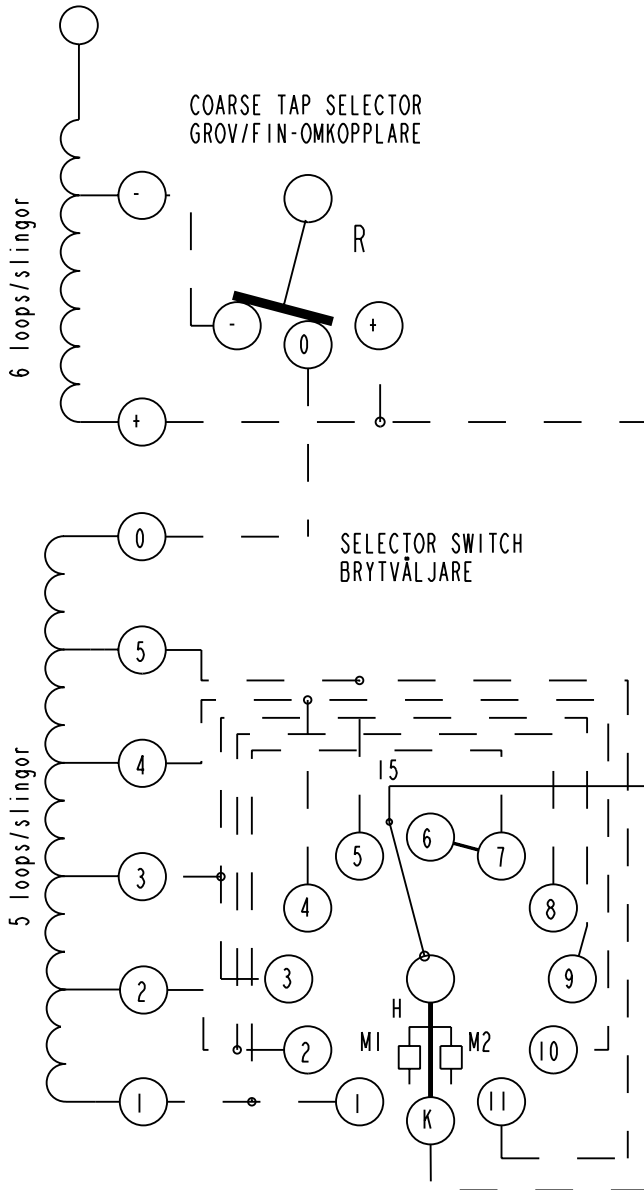 COARSE TAP SELECTOR
GROV/FIN-OMKOPPLARE
6 loops/slingor
-
R
-
0
+
+
0
SELECTOR SWITCH
BRYTVÄLJARE
5
4
3
2
1
5 loops/slingor
15
6
5
7
4
8
3
9
H
M1
M2
2
10
1
K
11